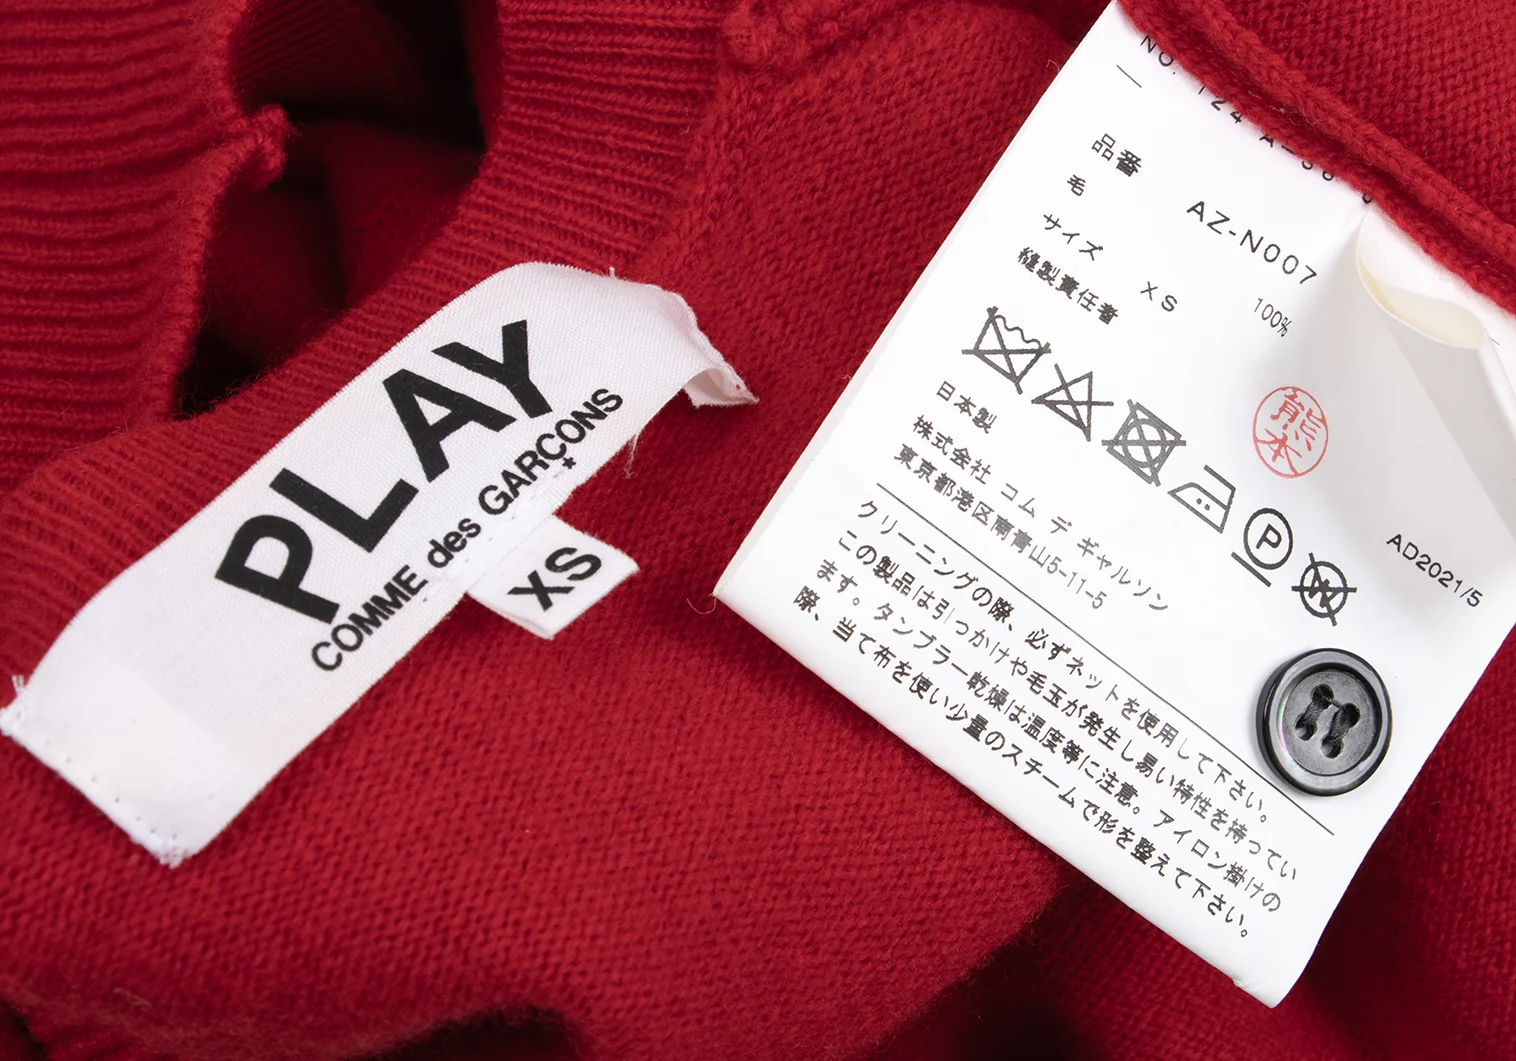 PLAY
COMME des GARÇONS
XS
品番 AZ-N007
毛 100%
サイズ XS
縫製責任者
熊本
日本製
株式会社 コム デ ギャルソン
東京都港区南青山5-11-5
AD2021/5
P
W
クリーニングの際、必ずネットを使用して下さい。
この製品は引っかけや毛玉が発生し易い特性を持ってい
ます。タンブラー乾燥は温度等に注意。アイロン掛けの
際、当て布を使い少量のスチームで形を整えて下さい。